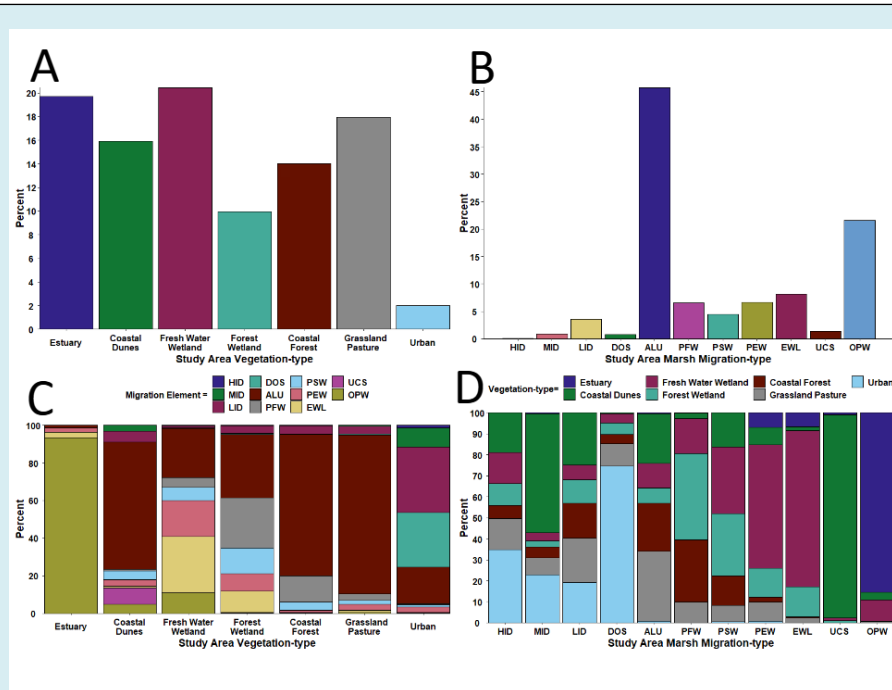 A
Percent
20
18
16
14
12
10
8
6
4
2
0
Estuary
Coastal
Dunes
Fresh Water
Wetland
Forest
Wetland
Coastal
Forest
Grassland
Pasture
Urban
Study Area Vegetation-type
B
Percent
45
40
35
30
25
20
15
10
5
0
HID MID LID DOS ALU PFW PSW PEW EWL UCS OPW
Study Area Marsh Migration-type
C
Migration Element =
HID DOS PSW UCS
MID ALU PEW OPW
LID PFW EWL
Percent
100
80
60
40
20
0
Estuary
Coastal
Dunes
Fresh Water
Wetland
Forest
Wetland
Coastal
Forest
Grassland
Pasture
Urban
Study Area Vegetation-type
D
Vegetation-type=
Estuary Fresh Water Wetland Coastal Forest Urban
Coastal Dunes Forest Wetland Grassland Pasture
Percent
100
90
80
70
60
50
40
30
20
10
0
HID MID LID DOS ALU PFW PSW PEW EWL UCS OPW
Study Area Marsh Migration-type